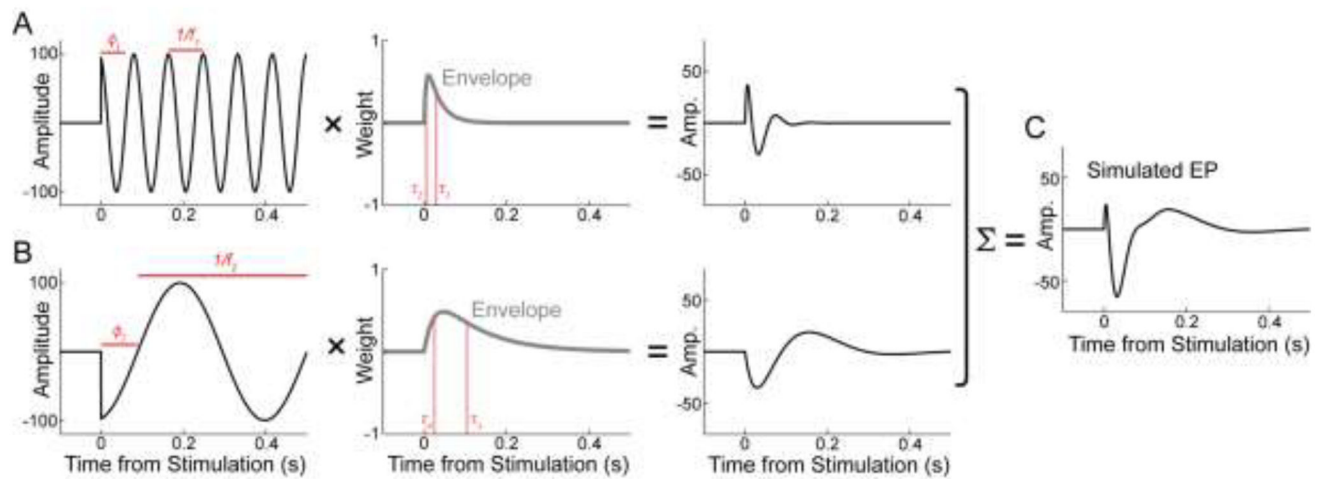 A
ϕ₁
1/f₁
100
Amplitude
-100
0
0.2
0.4
×
1
Weight
Envelope
τ₂
τ₁
-1
0
0.2
0.4
=
50
Amp.
-50
0
0.2
0.4
B
1/f₂
100
ϕ₂
Amplitude
-100
0
0.2
0.4
Time from Stimulation (s)
×
1
Weight
Envelope
-1
0
0.2
0.4
Time from Stimulation (s)
=
50
Amp.
-50
0
0.2
0.4
Time from Stimulation (s)
Σ =
C
Simulated EP
50
Amp.
-50
0
0.2
0.4
Time from Stimulation (s)